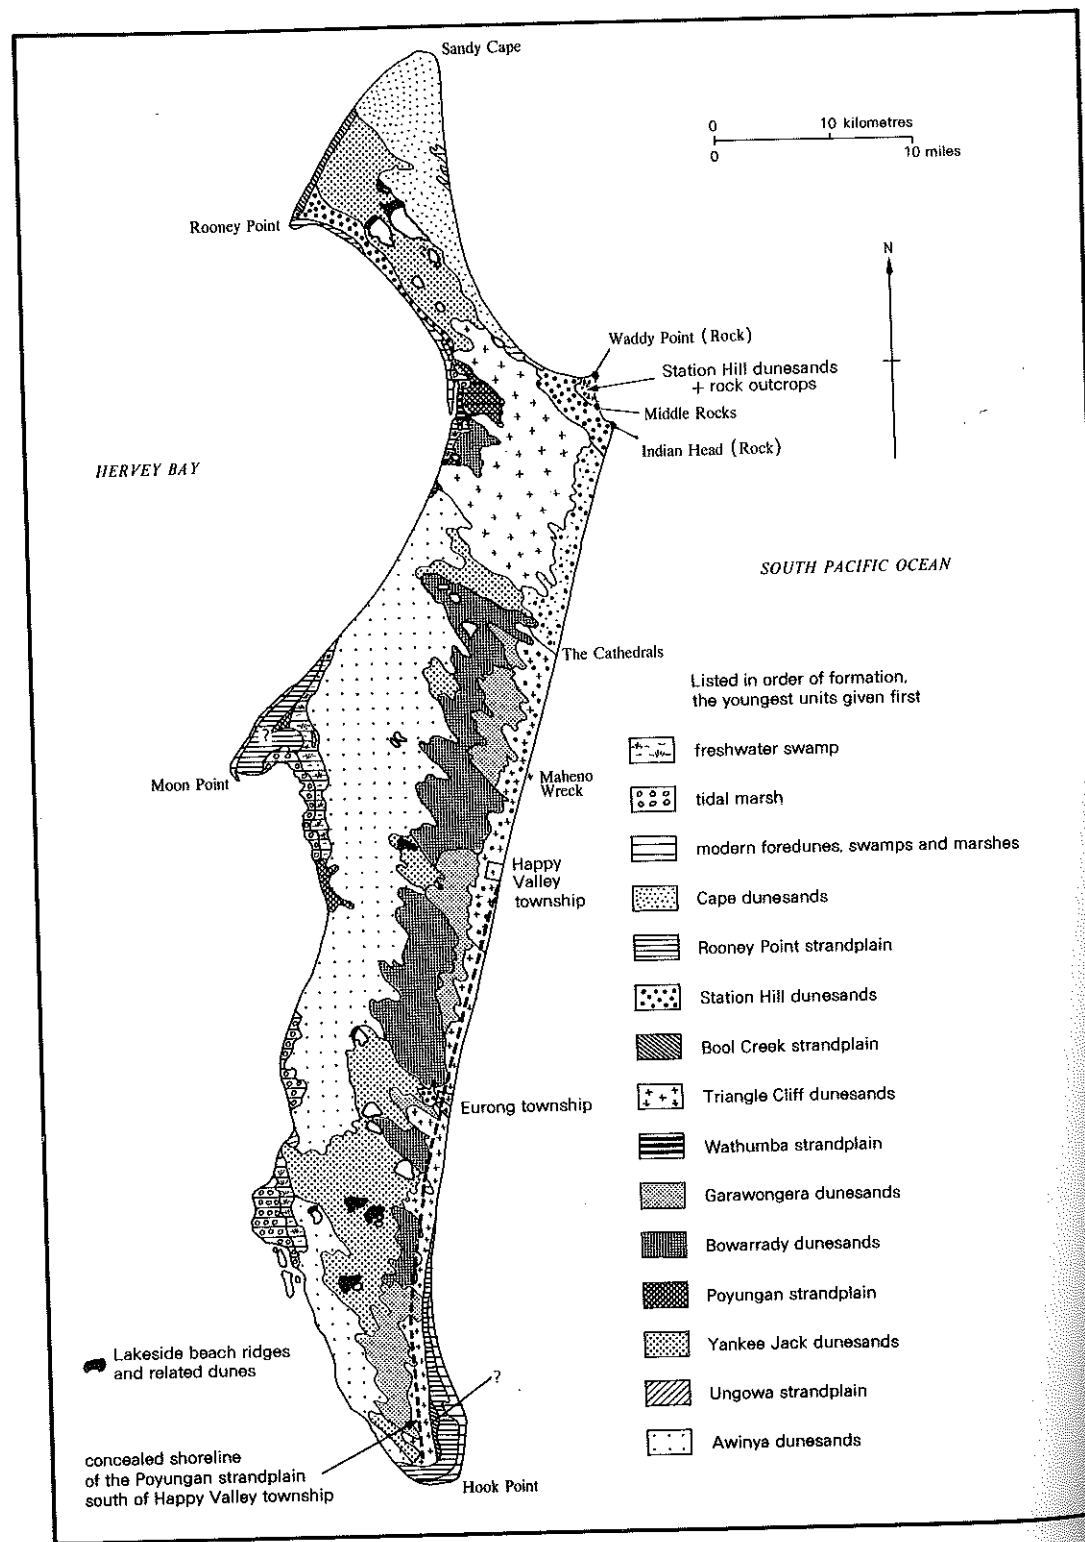 Sandy Cape
0 10 kilometres
0 10 miles
Rooney Point
N
Waddy Point (Rock)
Station Hill dunesands
+ rock outcrops
Middle Rocks
Indian Head (Rock)
HERVEY BAY
SOUTH PACIFIC OCEAN
The Cathedrals
Listed in order of formation,
the youngest units given first
freshwater swamp
?
Moon Point
Maheno
Wreck
tidal marsh
modern foredunes, swamps and marshes
Happy
Valley
township
Cape dunesands
Rooney Point strandplain
Station Hill dunesands
Bool Creek strandplain
Triangle Cliff dunesands
Eurong township
Wathumba strandplain
Garawongera dunesands
Bowarrady dunesands
Poyungan strandplain
Yankee Jack dunesands
Lakeside beach ridges
and related dunes
?
Ungowa strandplain
Awinya dunesands
concealed shoreline
of the Poyungan strandplain
south of Happy Valley township
Hook Point